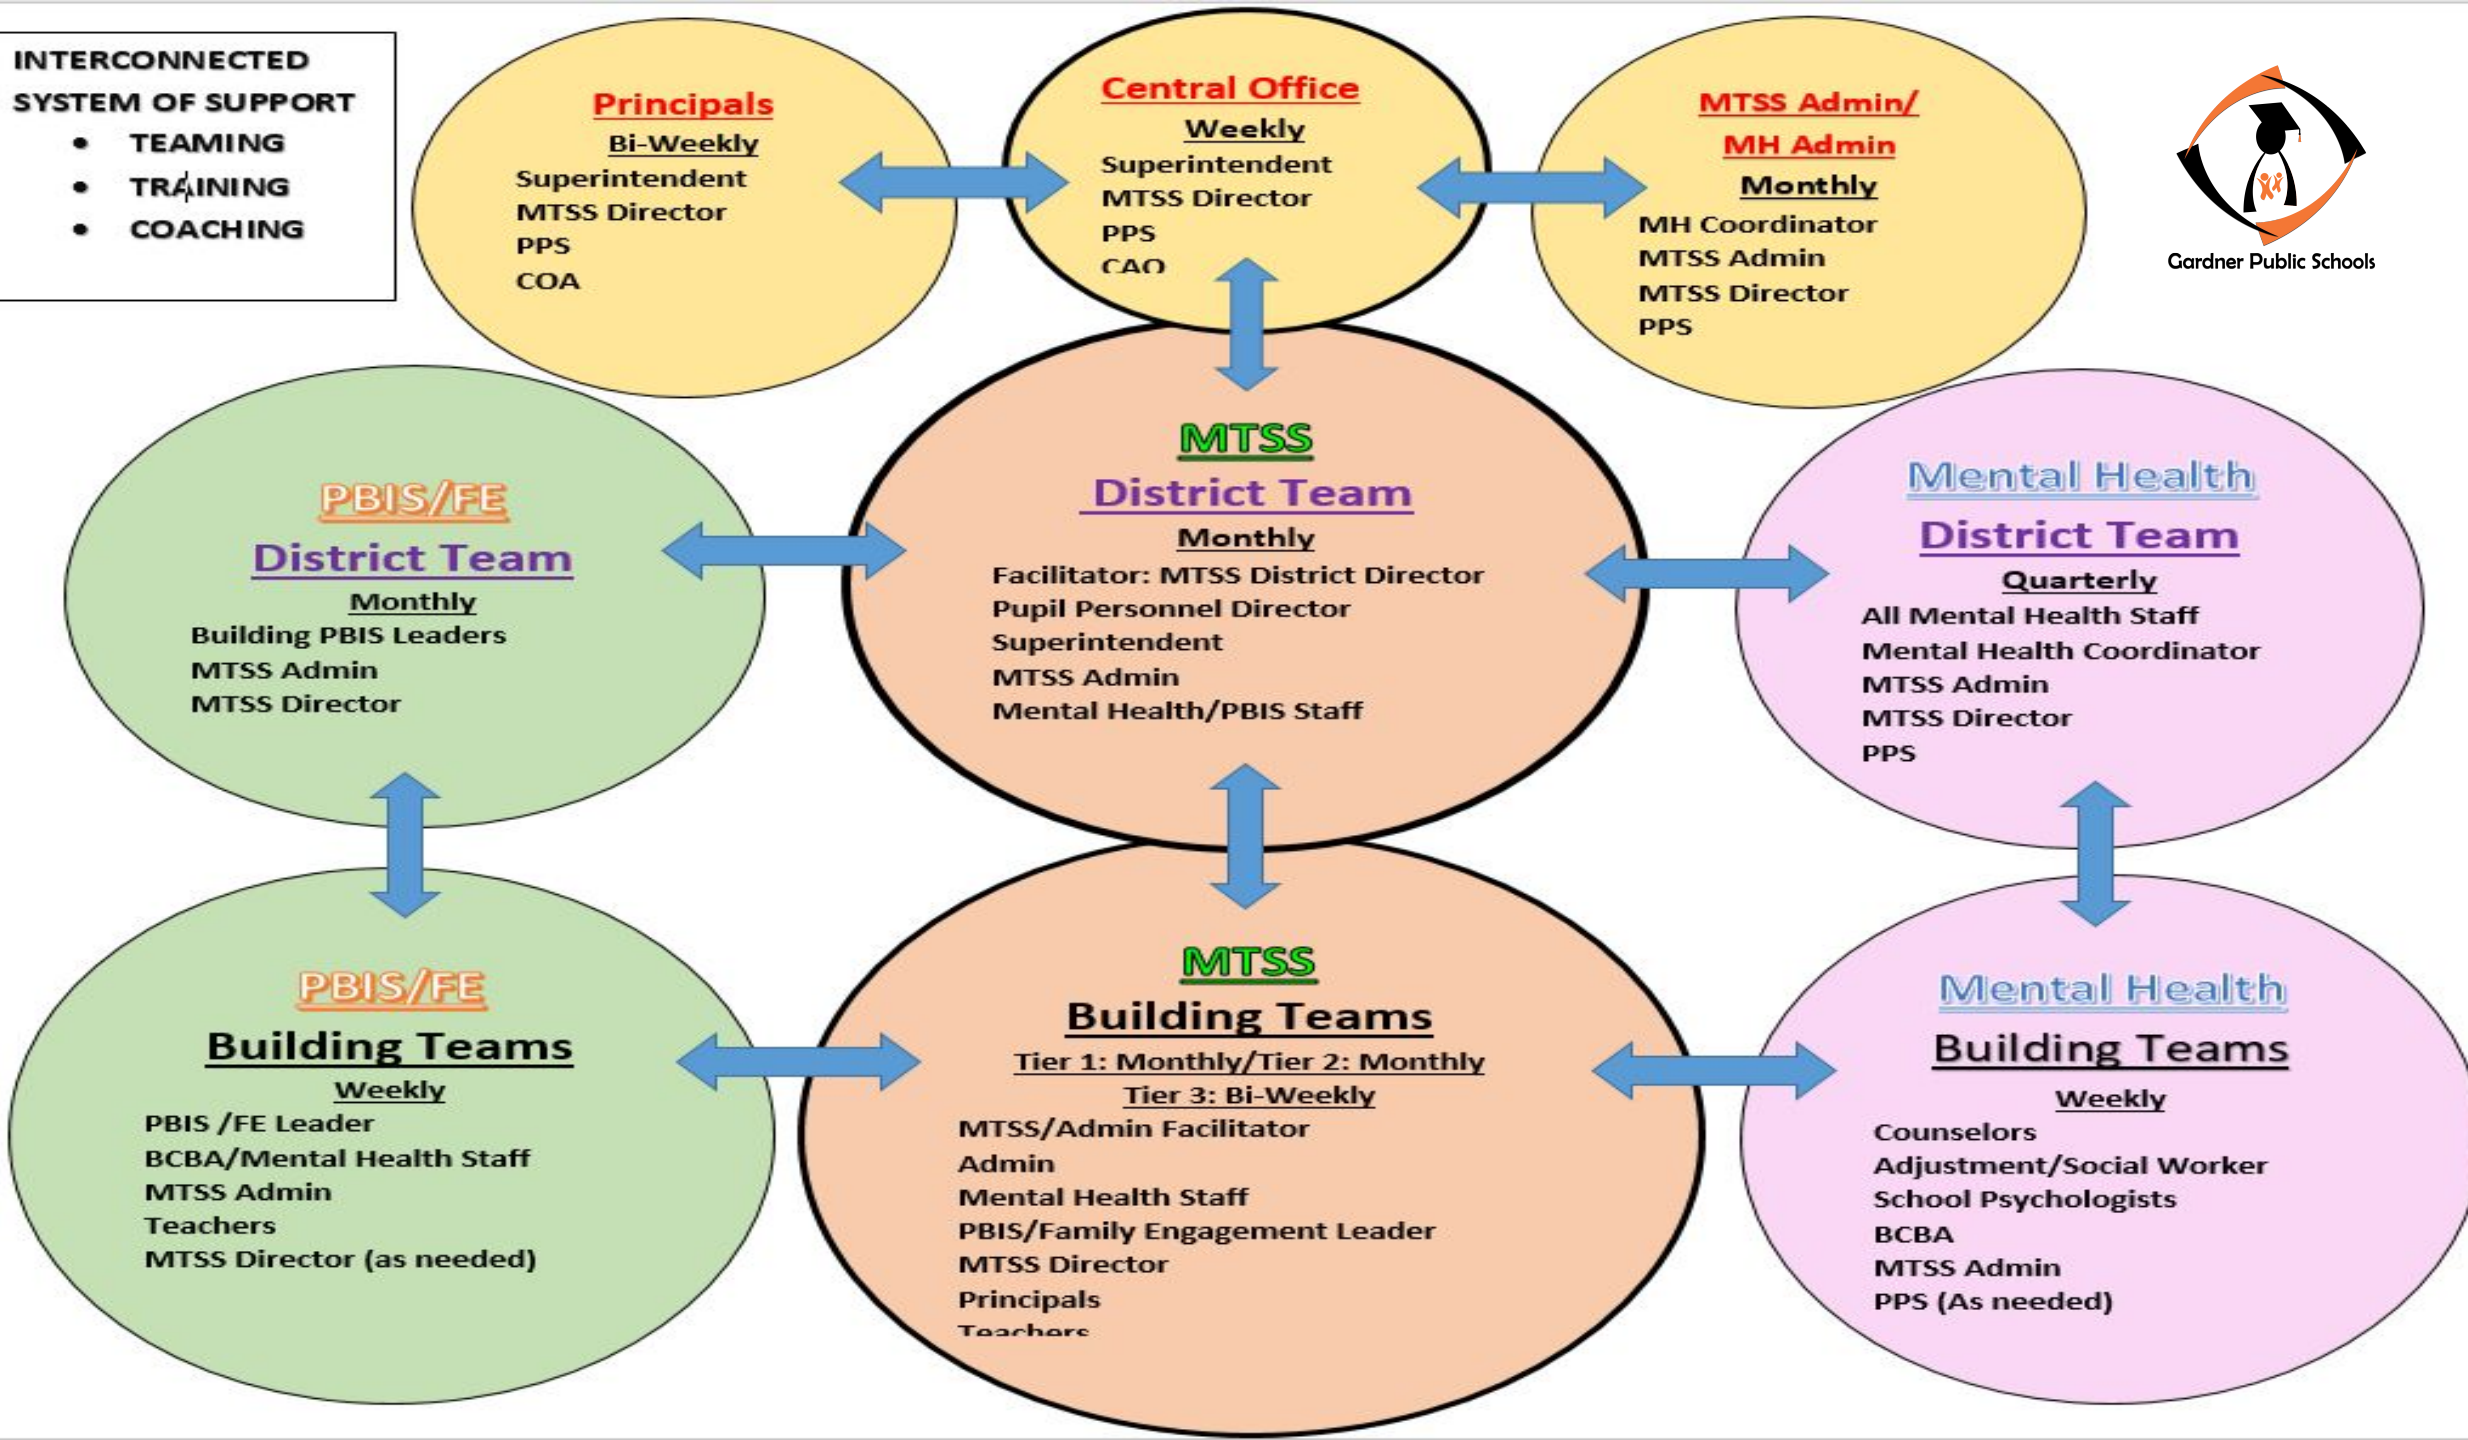 INTERCONNECTED
SYSTEM OF SUPPORT
• TEAMING
• TRAINING
• COACHING
Principals
Bi-Weekly
Superintendent
MTSS Director
PPS
COA
Central Office
Weekly
Superintendent
MTSS Director
PPS
CAO
MTSS Admin/
MH Admin
Monthly
MH Coordinator
MTSS Admin
MTSS Director
PPS
Gardner Public Schools
PBIS/FE
District Team
Monthly
Building PBIS Leaders
MTSS Admin
MTSS Director
MTSS
District Team
Monthly
Facilitator: MTSS District Director
Pupil Personnel Director
Superintendent
MTSS Admin
Mental Health/PBIS Staff
Mental Health
District Team
Quarterly
All Mental Health Staff
Mental Health Coordinator
MTSS Admin
MTSS Director
PPS
PBIS/FE
Building Teams
Weekly
PBIS /FE Leader
BCBA/Mental Health Staff
MTSS Admin
Teachers
MTSS Director (as needed)
MTSS
Building Teams
Tier 1: Monthly/Tier 2: Monthly
Tier 3: Bi-Weekly
MTSS/Admin Facilitator
Admin
Mental Health Staff
PBIS/Family Engagement Leader
MTSS Director
Principals
Teachers
Mental Health
Building Teams
Weekly
Counselors
Adjustment/Social Worker
School Psychologists
BCBA
MTSS Admin
PPS (As needed)